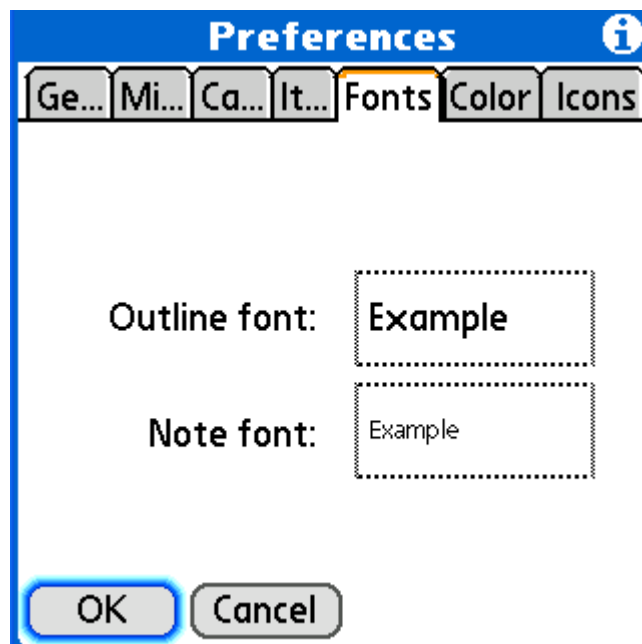 Preferences
Ge... Mi... Ca... It... Fonts Color Icons
Outline font: Example
Note font: Example
OK Cancel